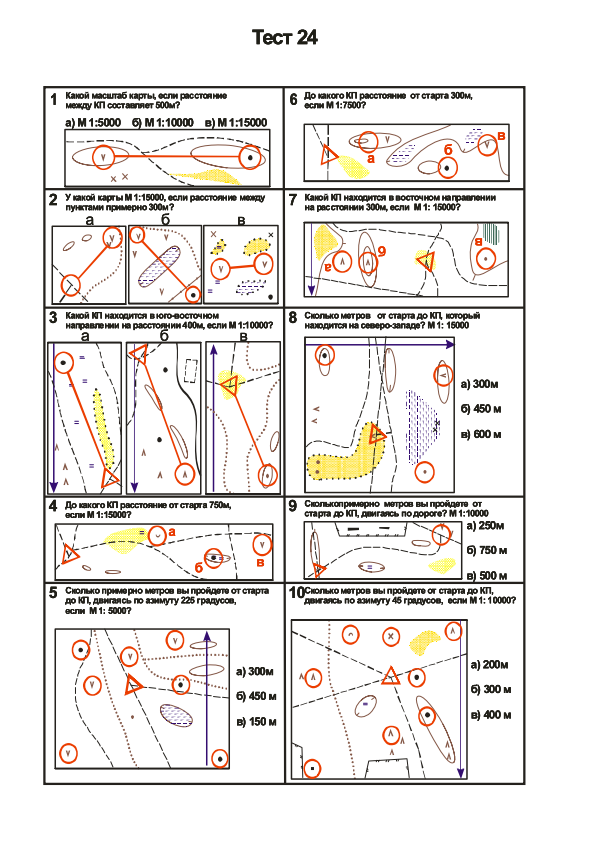 Тест 24
1 Какой масштаб карты, если расстояние
между КП составляет 500м?
а) М 1:5000 б) М 1:10000 в) М 1:15000
2 У какой карты М 1:15000, если расстояние между
пунктами примерно 300м?
а б в
3 Какой КП находится в юго-восточном
направлении на расстоянии 400м, если М 1:10000?
а б в
4 До какого КП расстояние от старта 750м,
если М 1:15000?
а
б
в
5 Сколько примерно метров вы пройдете от старта
до КП, двигаясь по азимуту 225 градусов,
если М 1: 5000?
а) 300м
б) 450 м
в) 150 м
6 До какого КП расстояние от старта 300м,
если М 1:7500?
а
б
в
7 Какой КП находится в восточном направлении
на расстоянии 300м, если М 1: 15000?
а
б
в
8 Сколько метров от старта до КП, который
находится на северо-западе? М 1: 15000
а) 300м
б) 450 м
в) 600 м
9 Сколькопримерно метров вы пройдете от
старта до КП, двигаясь по дороге? М 1:10000
а) 250м
б) 750 м
в) 500 м
10 Сколько метров вы пройдете от старта до КП,
двигаясь по азимуту 45 градусов, если М 1: 10000?
а) 200м
б) 300 м
в) 400 м